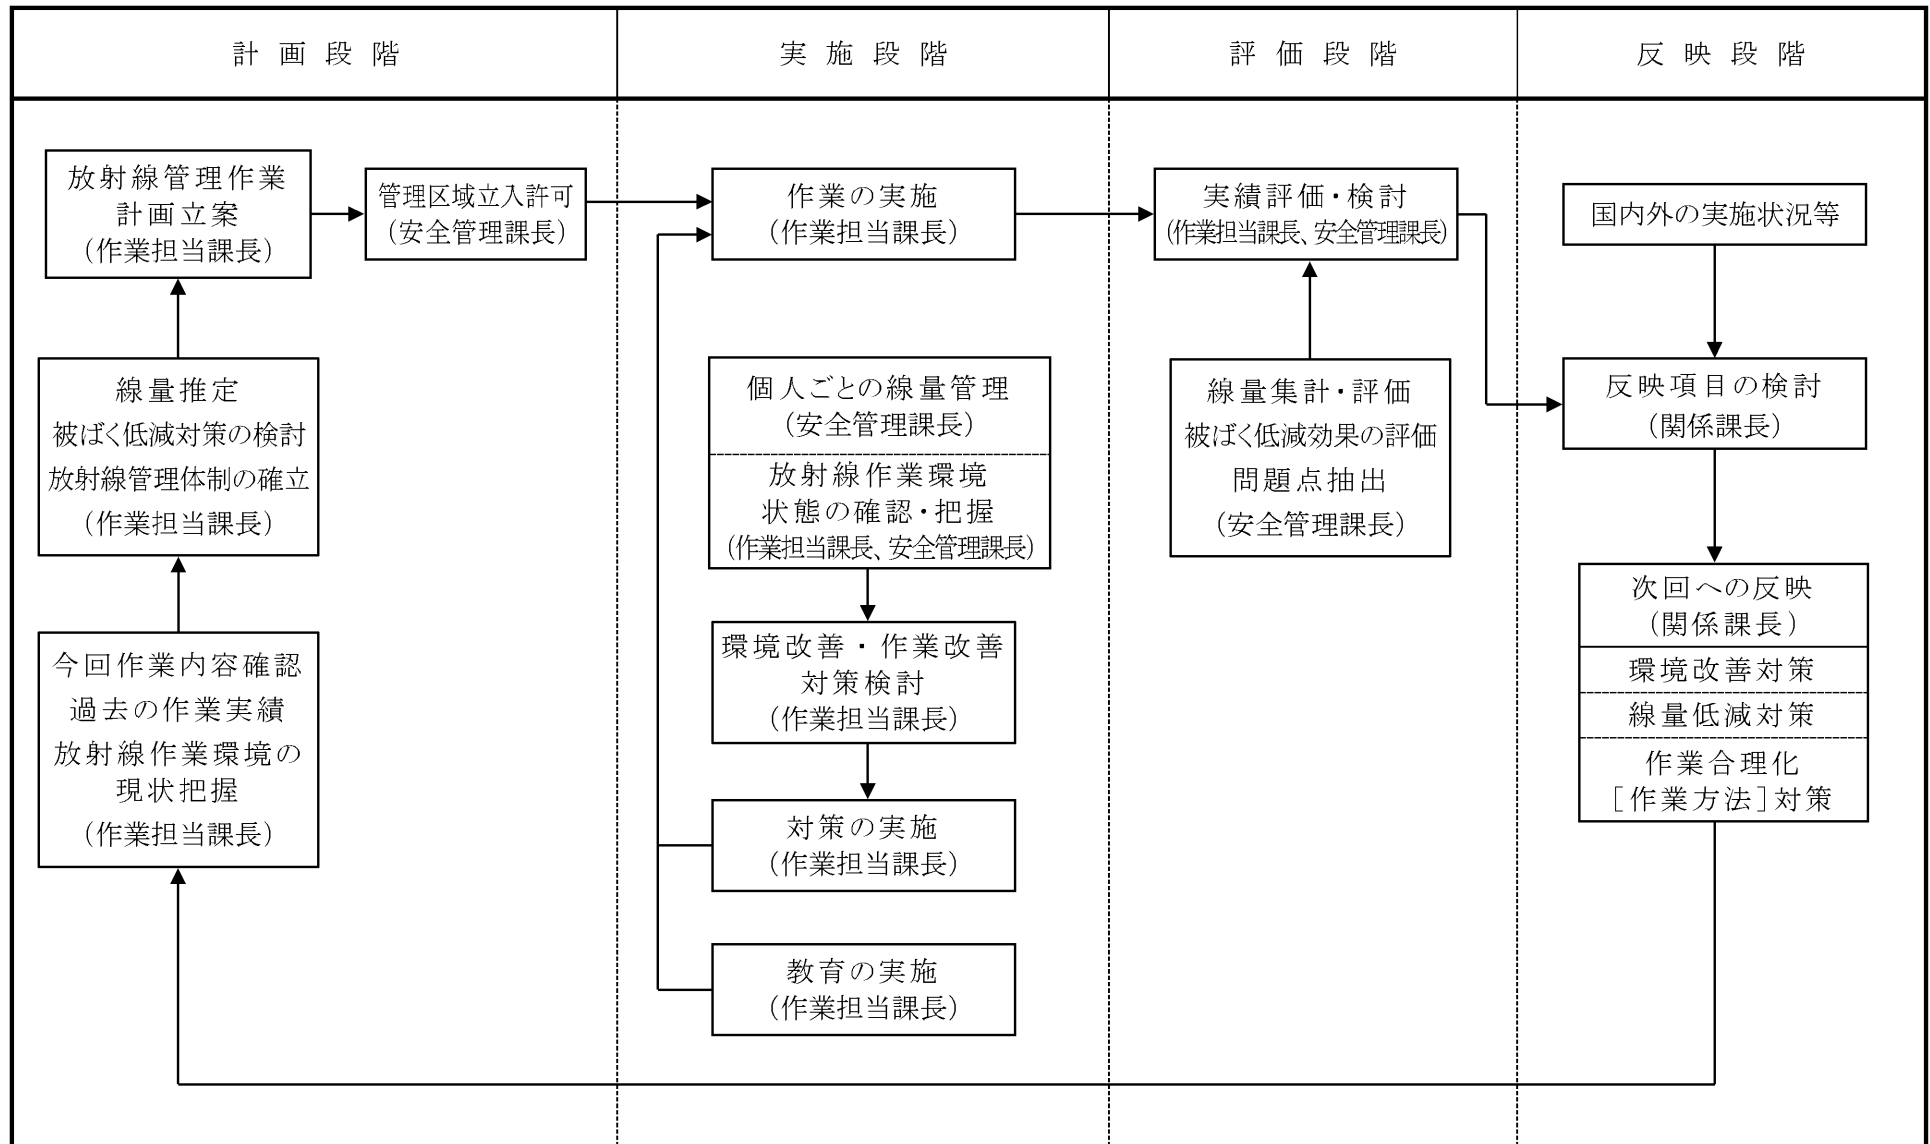 計画段階
実施段階
評価段階
反映段階
放射線管理作業
計画立案
(作業担当課長)
管理区域立入許可
(安全管理課長)
線量推定
被ばく低減対策の検討
放射線管理体制の確立
(作業担当課長)
今回作業内容確認
過去の作業実績
放射線作業環境の
現状把握
(作業担当課長)
作業の実施
(作業担当課長)
個人ごとの線量管理
(安全管理課長)
放射線作業環境
状態の確認・把握
(作業担当課長、安全管理課長)
環境改善・作業改善
対策検討
(作業担当課長)
対策の実施
(作業担当課長)
教育の実施
(作業担当課長)
実績評価・検討
(作業担当課長、安全管理課長)
線量集計・評価
被ばく低減効果の評価
問題点抽出
(安全管理課長)
国内外の実施状況等
反映項目の検討
(関係課長)
次回への反映
(関係課長)
環境改善対策
線量低減対策
作業合理化
[作業方法]対策